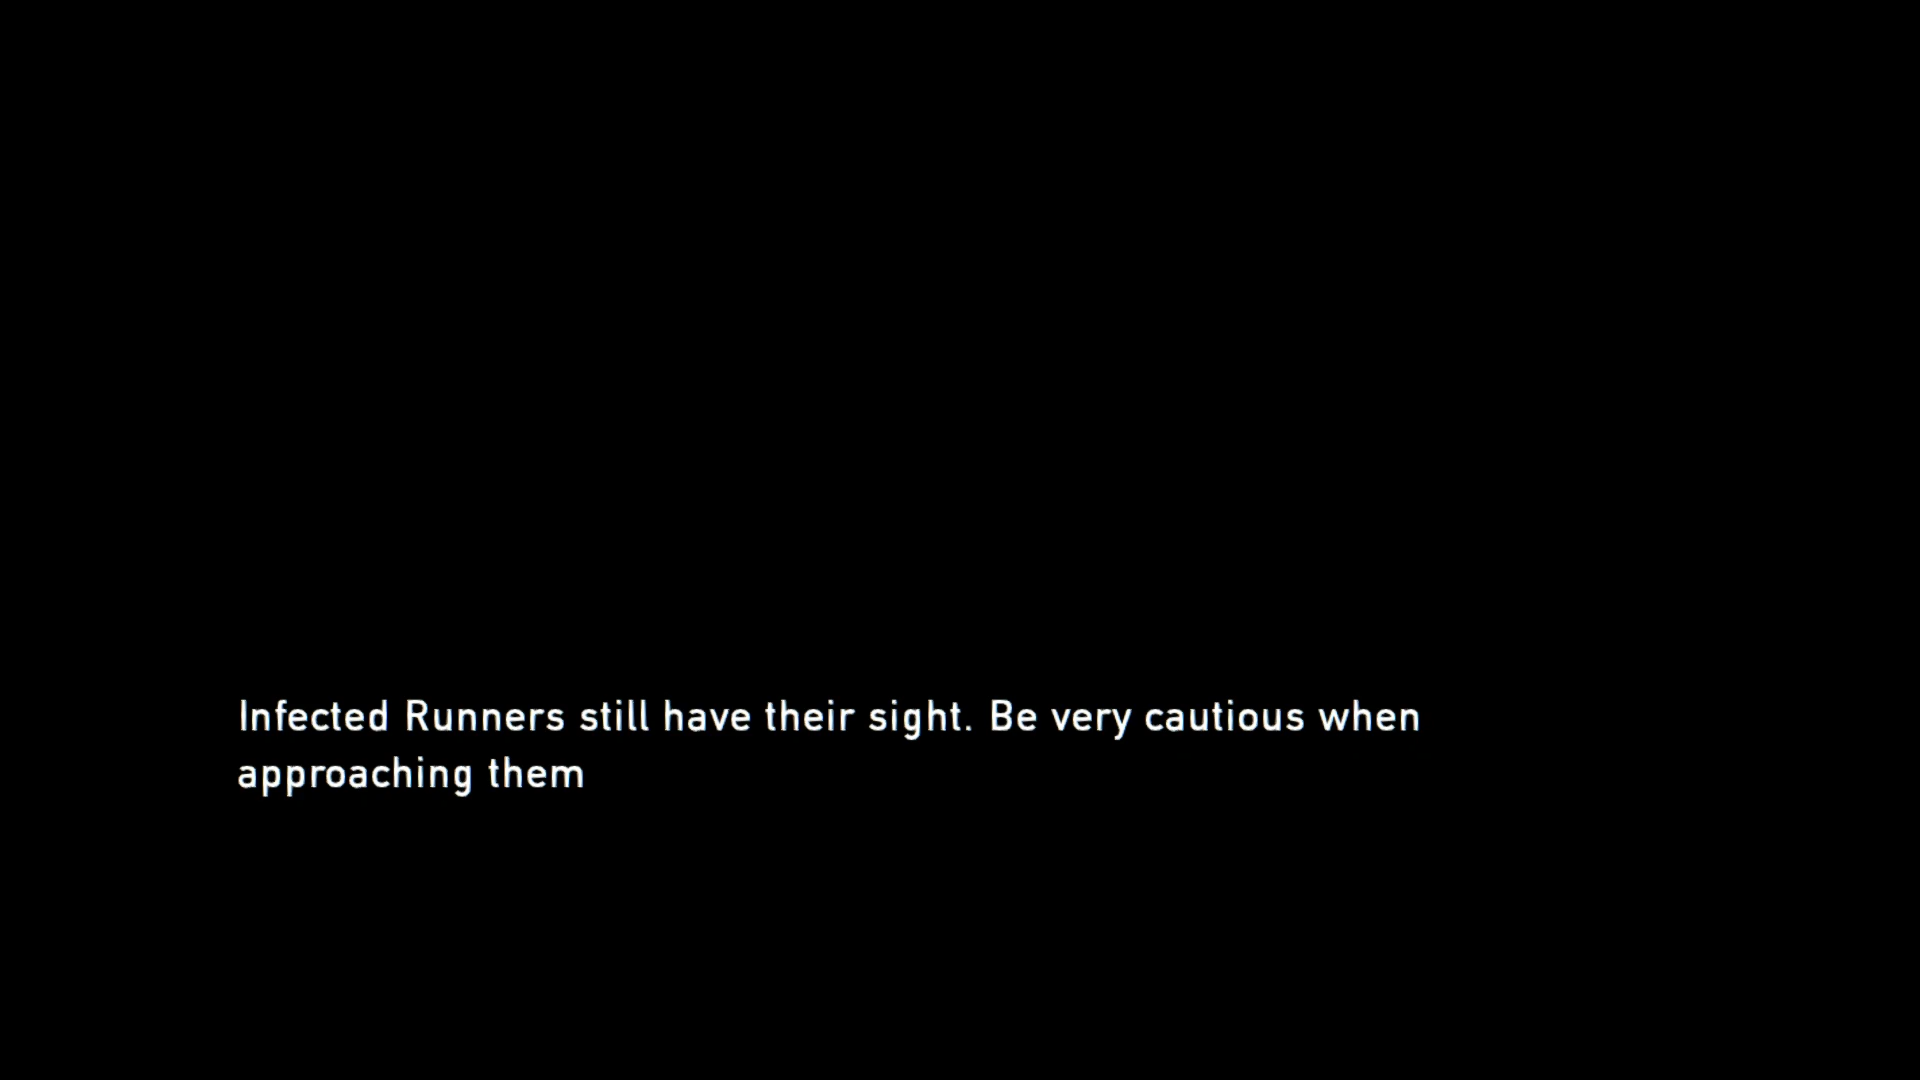 Infected Runners still have their sight. Be very cautious when
approaching them